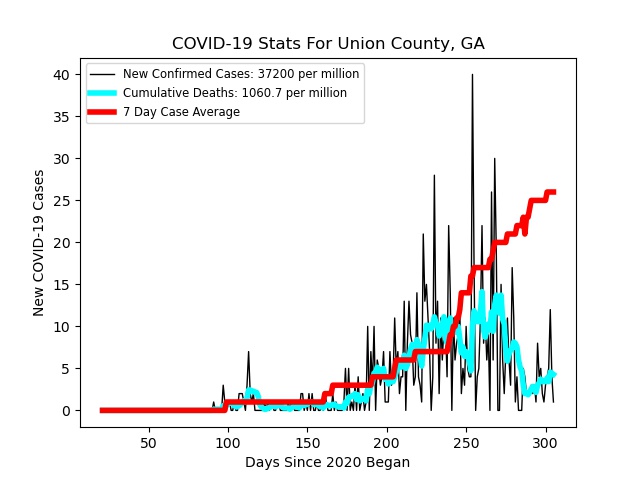 COVID-19 Stats For Union County, GA
New Confirmed Cases: 37200 per million
Cumulative Deaths: 1060.7 per million
7 Day Case Average
New COVID-19 Cases
40
35
30
25
20
15
10
5
0
50 100 150 200 250 300
Days Since 2020 Began